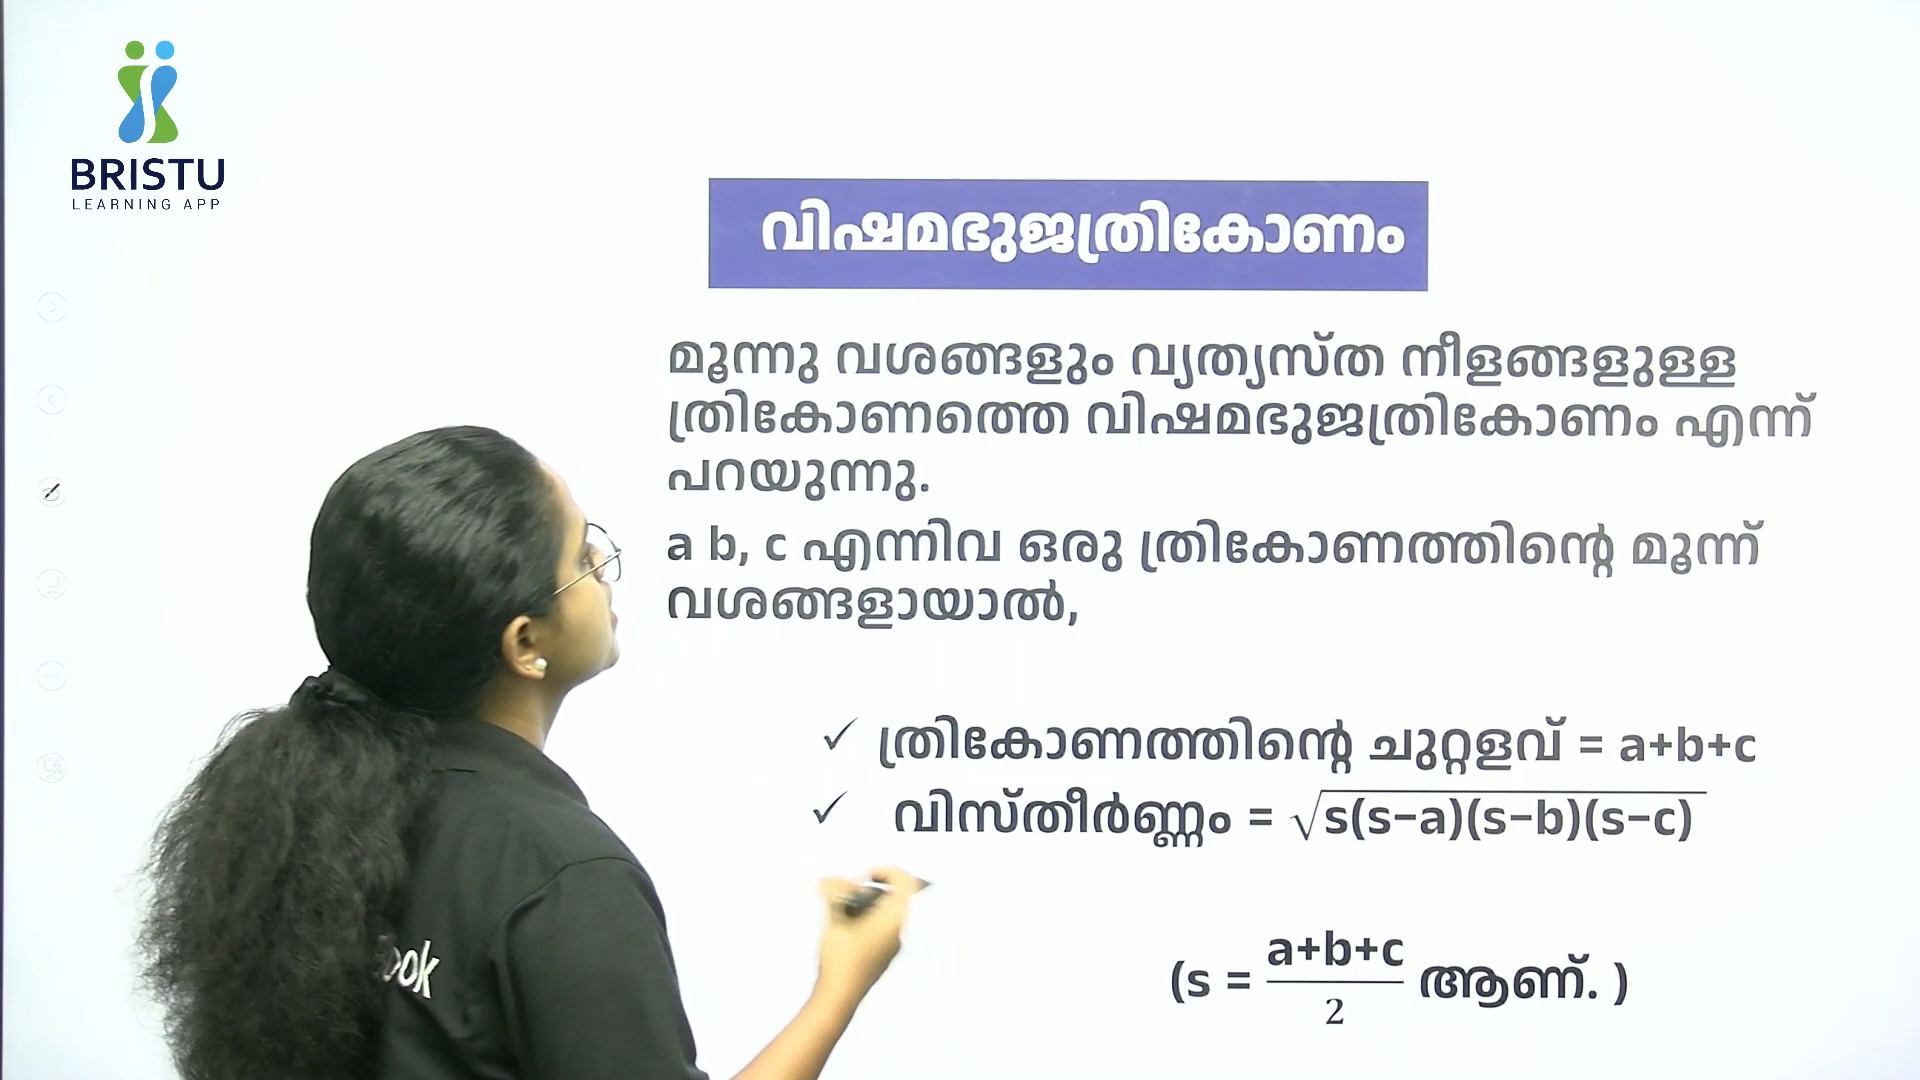 BRISTU
LEARNING APP
വിഷമഭുജത്രികോണം
മൂന്നു വശങ്ങളും വ്യത്യസ്ത നീളങ്ങളുള്ള
ത്രികോണത്തെ വിഷമഭുജത്രികോണം എന്ന്
പറയുന്നു.
a b, c എന്നിവ ഒരു ത്രികോണത്തിന്റെ മൂന്ന്
വശങ്ങളായാൽ,
✓ ത്രികോണത്തിന്റെ ചുറ്റളവ് = a+b+c
✓ വിസ്തീർണ്ണം = √s(s−a)(s−b)(s−c)
(s = a+b+c/2 ആണ്. )